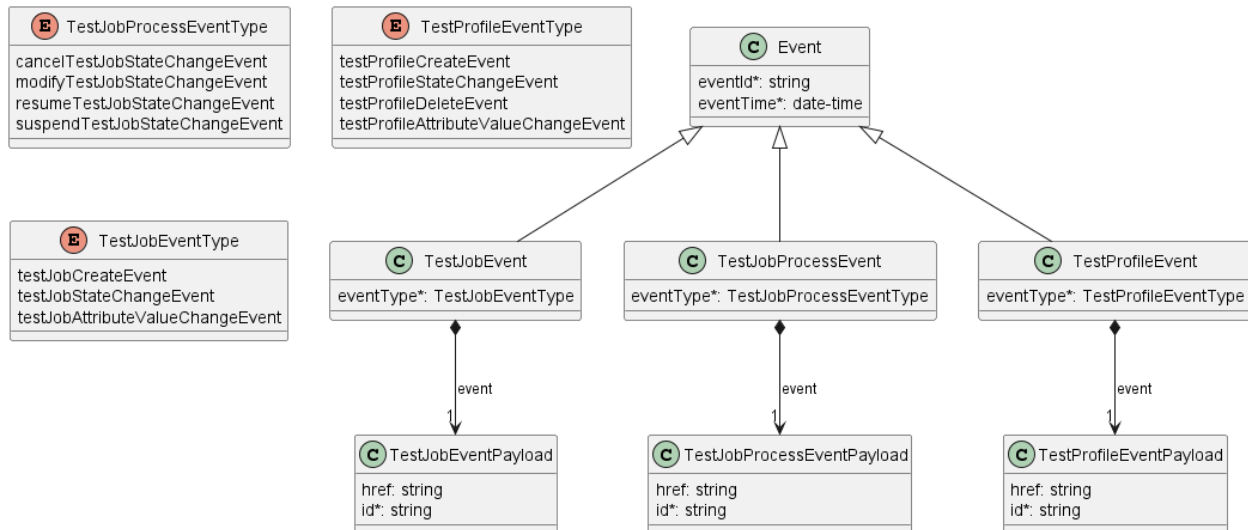 E TestJobProcessEventType
cancelTestJobStateChangeEvent
modifyTestJobStateChangeEvent
resumeTestJobStateChangeEvent
suspendTestJobStateChangeEvent
E TestProfileEventType
testProfileCreateEvent
testProfileStateChangeEvent
testProfileDeleteEvent
testProfileAttributeValueChangeEvent
C Event
eventId*: string
eventTime*: date-time
E TestJobEventType
testJobCreateEvent
testJobStateChangeEvent
testJobAttributeValueChangeEvent
C TestJobEvent
eventType*: TestJobEventType
C TestJobProcessEvent
eventType*: TestJobProcessEventType
C TestProfileEvent
eventType*: TestProfileEventType
event
1
event
1
event
1
C TestJobEventPayload
href: string
id*: string
C TestJobProcessEventPayload
href: string
id*: string
C TestProfileEventPayload
href: string
id*: string